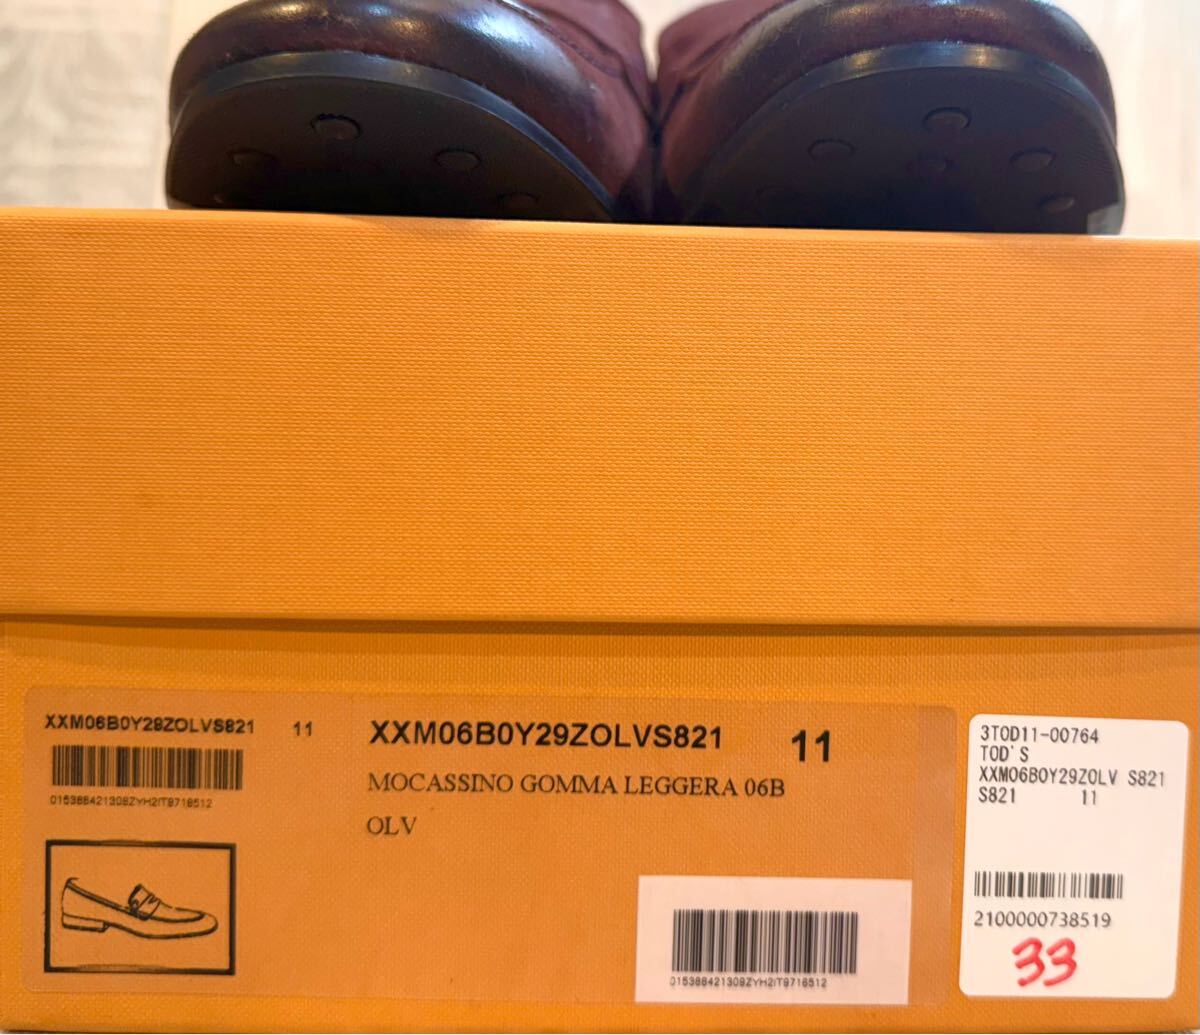 XXM06B0Y29ZOLVS821 11
015388421309ZYH2IT9716512
XXM06B0Y29ZOLVS821 11
MOCASSINO GOMMA LEGGERA 06B
OLV
015388421309ZYH2IT9716512
3TOD11-00764
TOD'S
XXM06B0Y29ZOLV S821
S821 11
2100000738519
33